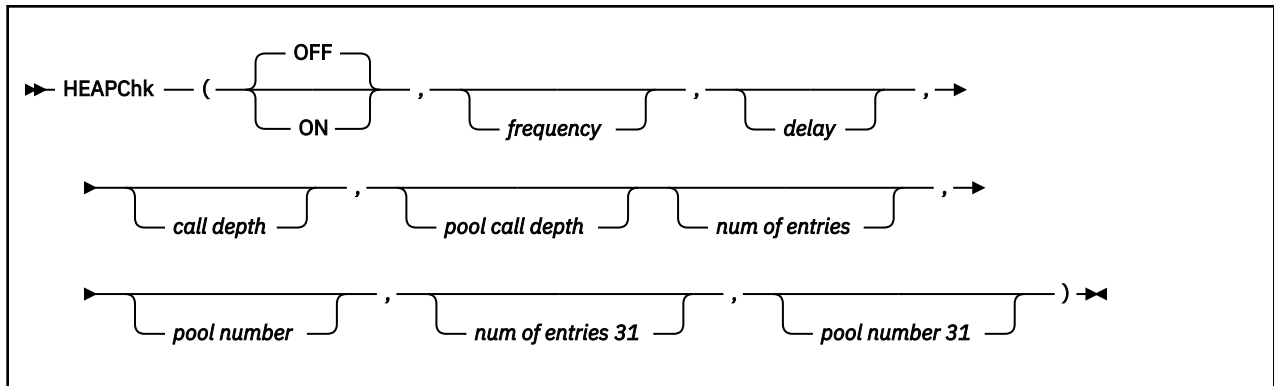 OFF
HEAPChk ( , , ,
ON frequency delay
, ,
call depth pool call depth num of entries
, , )
pool number num of entries 31 pool number 31